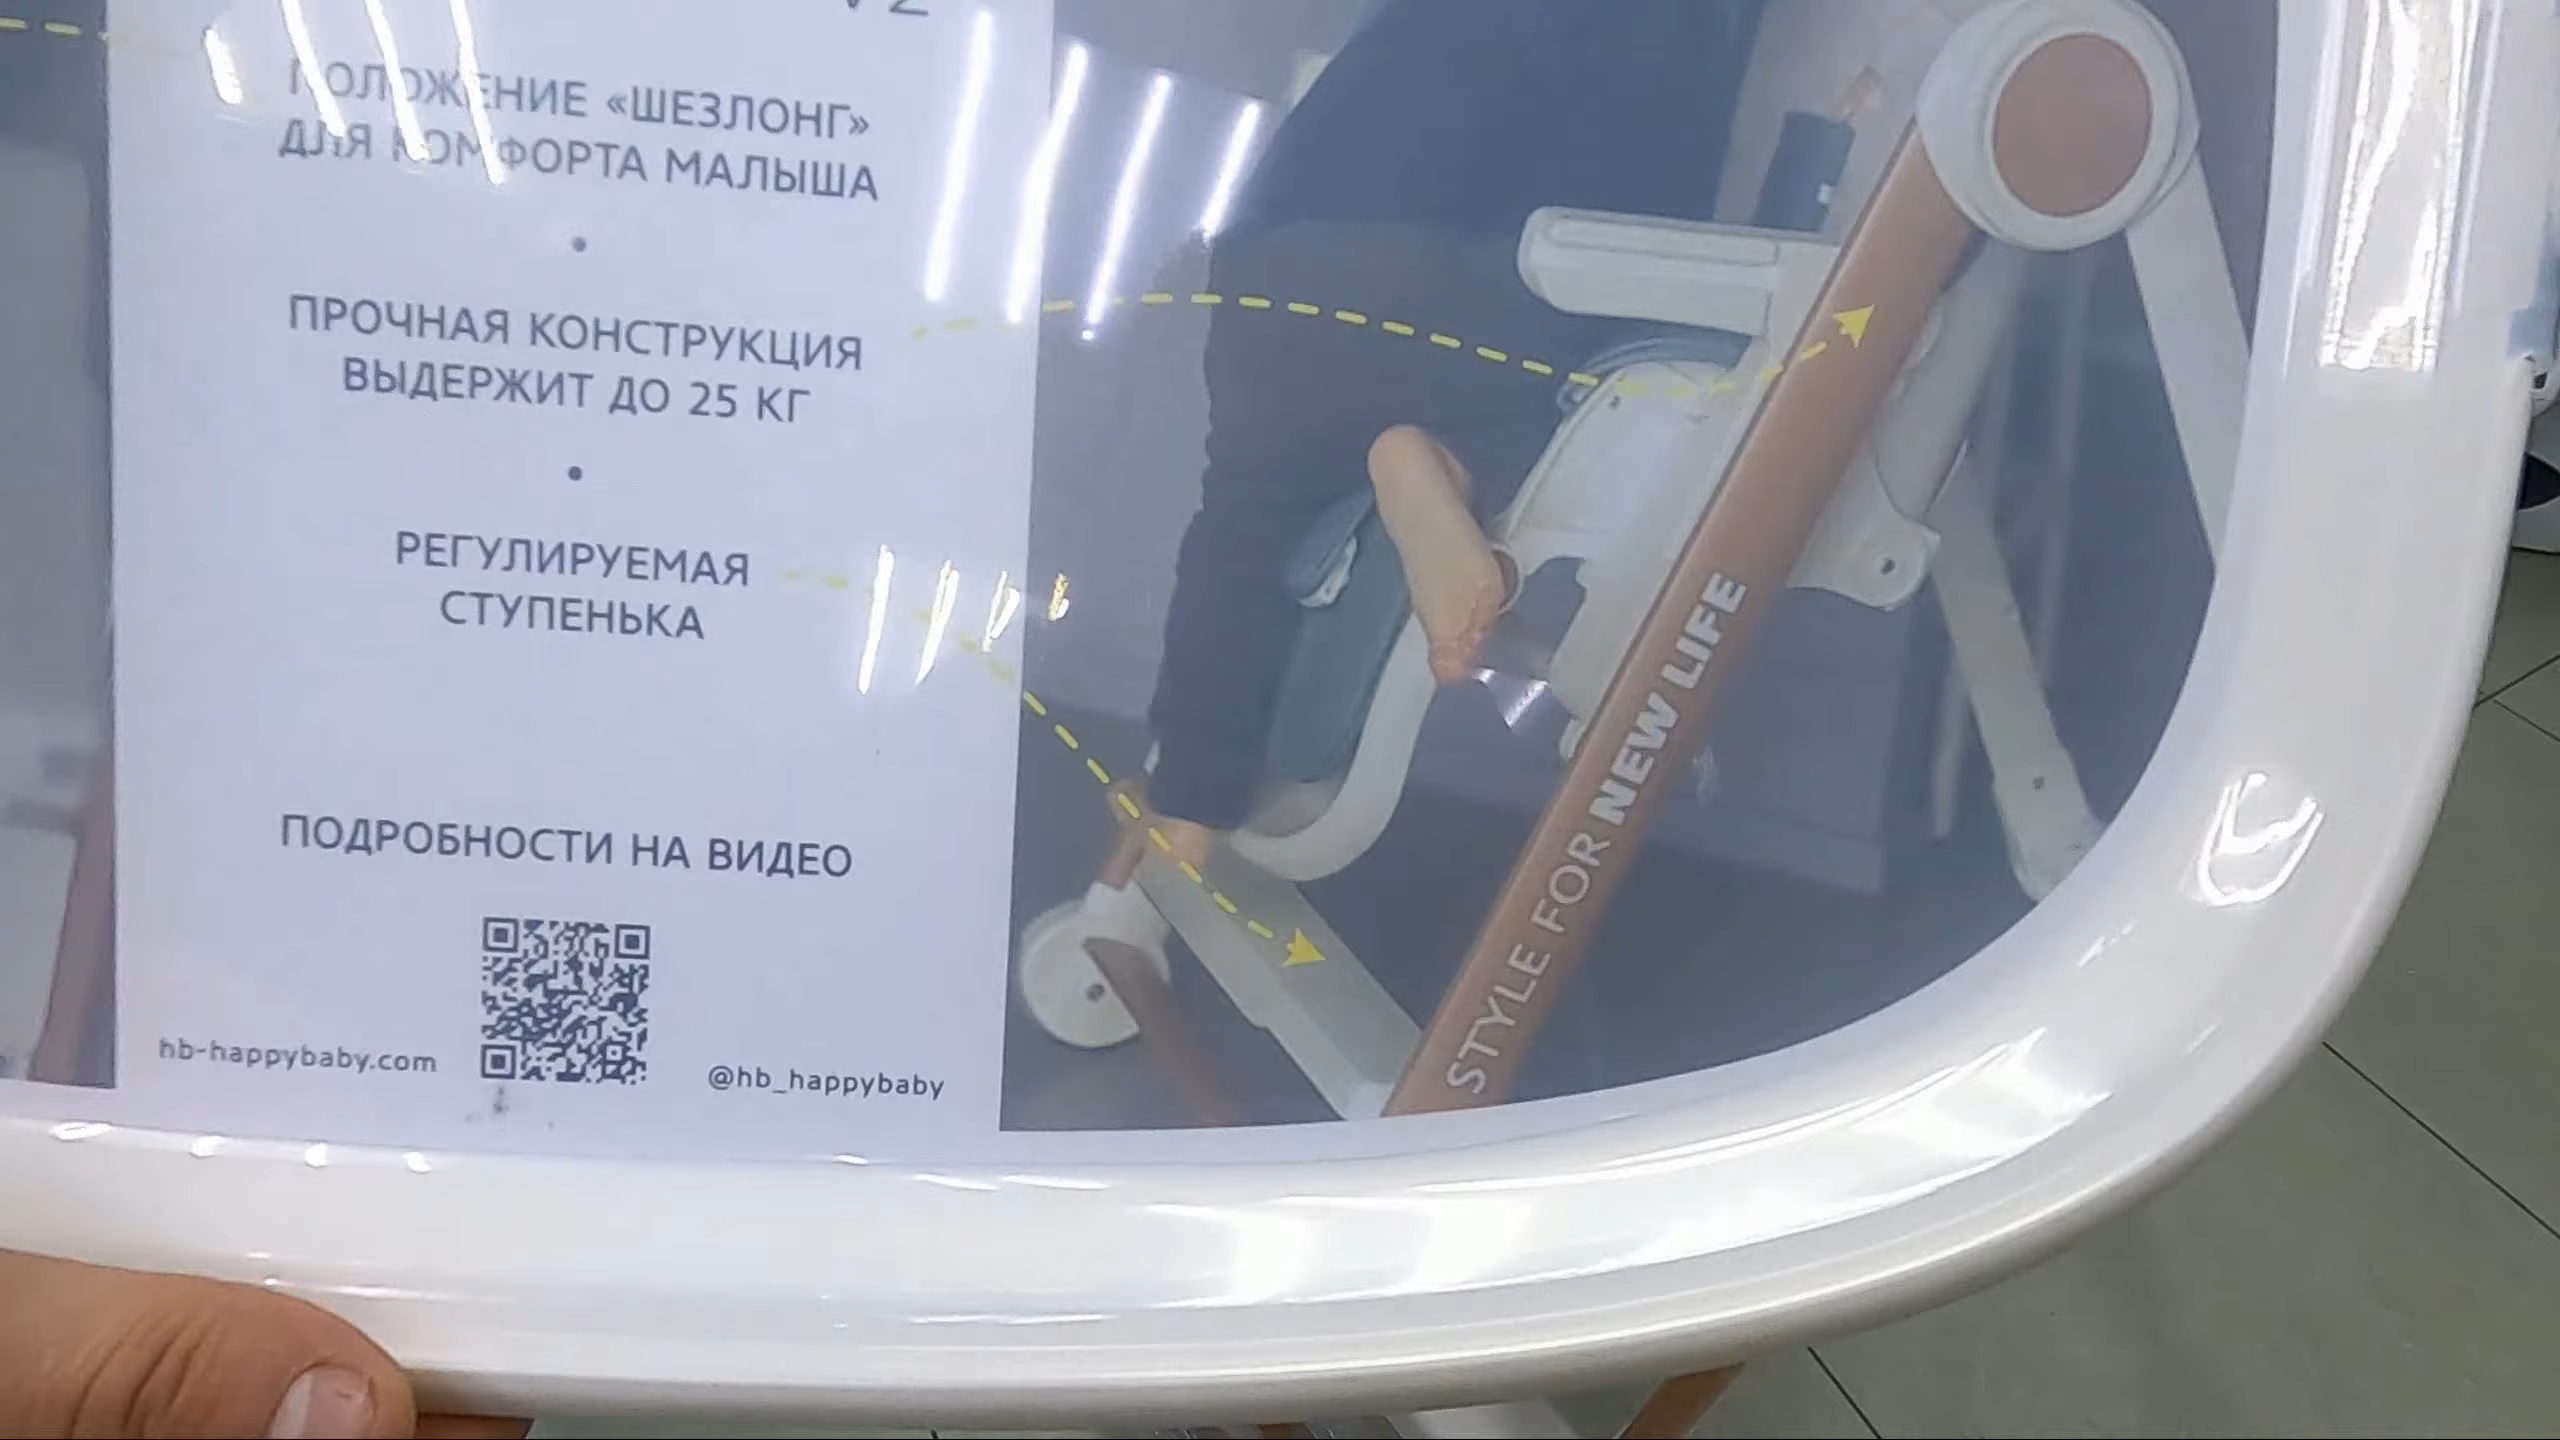 ПОЛОЖЕНИЕ «ШЕЗЛОНГ»
ДЛЯ КОМФОРТА МАЛЫША
•
ПРОЧНАЯ КОНСТРУКЦИЯ
ВЫДЕРЖИТ ДО 25 КГ
•
РЕГУЛИРУЕМАЯ
СТУПЕНЬКА
ПОДРОБНОСТИ НА ВИДЕО
hb-happybaby.com
@hb_happybaby
STYLE FOR NEW LIFE